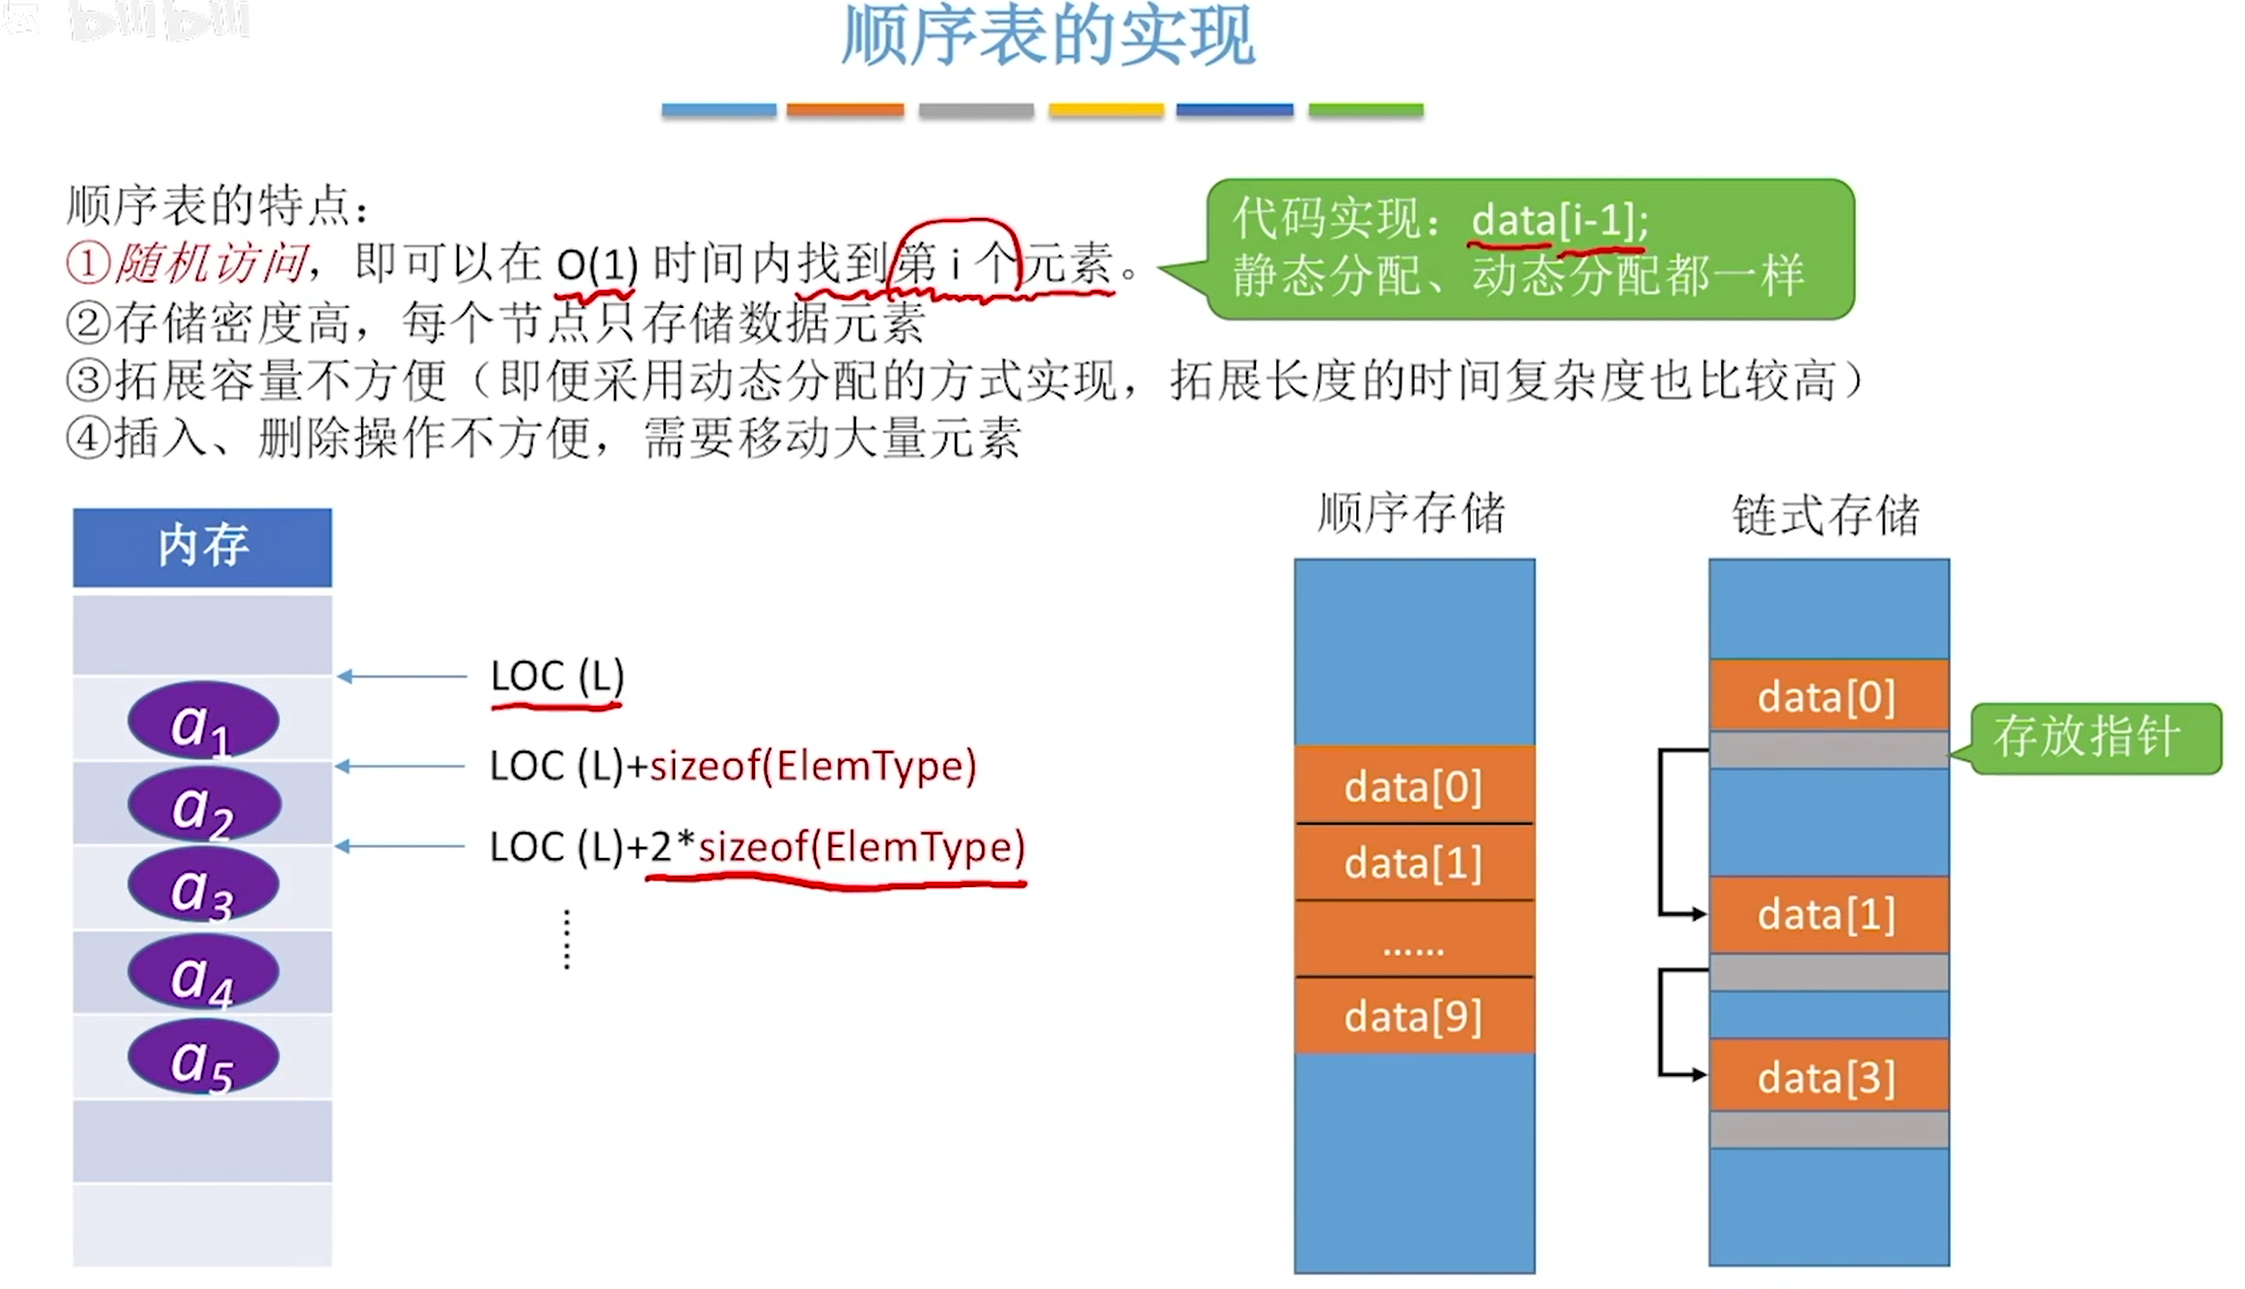 bilibili
顺序表的实现
顺序表的特点：
①随机访问，即可以在 O(1) 时间内找到第 i 个元素。
②存储密度高，每个节点只存储数据元素
③拓展容量不方便（即便采用动态分配的方式实现，拓展长度的时间复杂度也比较高）
④插入、删除操作不方便，需要移动大量元素
代码实现：data[i-1];
静态分配、动态分配都一样
内存
a1
a2
a3
a4
a5
LOC (L)
LOC (L)+sizeof(ElemType)
LOC (L)+2*sizeof(ElemType)
……
顺序存储
data[0]
data[1]
……
data[9]
链式存储
data[0]
data[1]
data[3]
存放指针